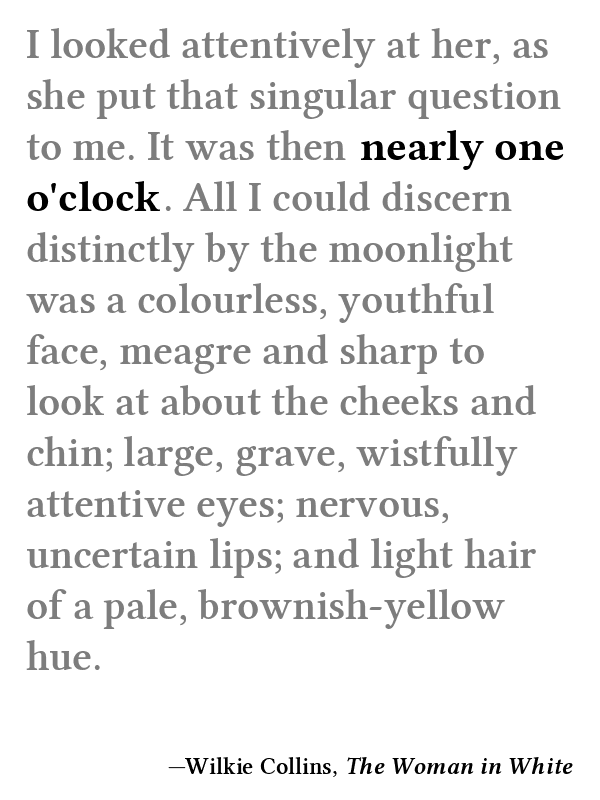 I looked attentively at her, as
she put that singular question
to me. It was then nearly one
o'clock. All I could discern
distinctly by the moonlight
was a colourless, youthful
face, meagre and sharp to
look at about the cheeks and
chin; large, grave, wistfully
attentive eyes; nervous,
uncertain lips; and light hair
of a pale, brownish-yellow
hue.
—Wilkie Collins, The Woman in White